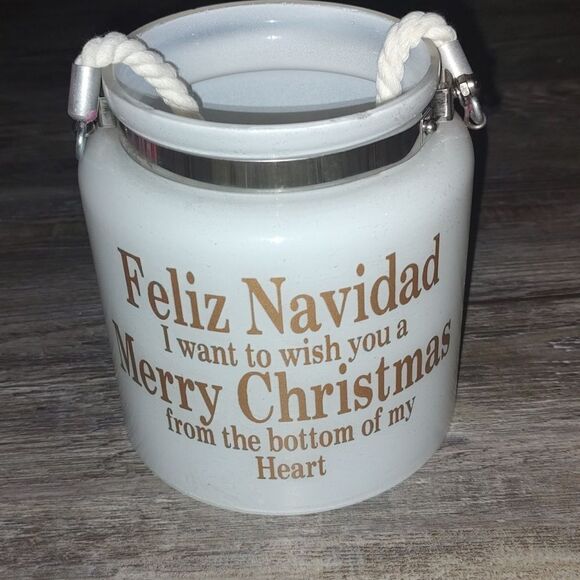 Feliz Navidad
I want to wish you a
Merry Christmas
from the bottom of my
Heart